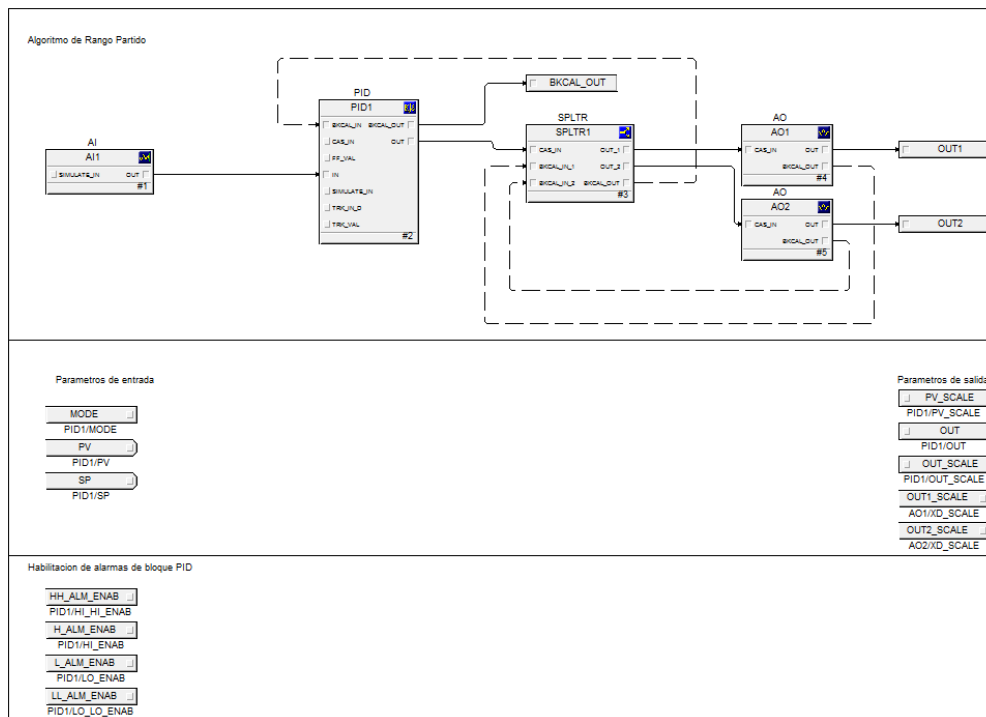 Algoritmo de Rango Partido
AI
AI1
SIMULATE_IN OUT
#1
PID
PID1
BKCAL_IN BKCAL_OUT
CAS_IN OUT
FF_VAL
IN
SIMULATE_IN
TRK_IN_D
TRK_VAL
#2
BKCAL_OUT
SPLTR
SPLTR1
CAS_IN OUT_1
BKCAL_IN_1 OUT_2
BKCAL_IN_2 BKCAL_OUT
#3
AO
AO1
CAS_IN OUT
BKCAL_OUT
#4
AO
AO2
CAS_IN OUT
BKCAL_OUT
#5
OUT1
OUT2
Parametros de entrada
MODE
PID1/MODE
PV
PID1/PV
SP
PID1/SP
Parametros de salida
PV_SCALE
PID1/PV_SCALE
OUT
PID1/OUT
OUT_SCALE
PID1/OUT_SCALE
OUT1_SCALE
AO1/XD_SCALE
OUT2_SCALE
AO2/XD_SCALE
Habilitacion de alarmas de bloque PID
HH_ALM_ENAB
PID1/HI_HI_ENAB
H_ALM_ENAB
PID1/HI_ENAB
L_ALM_ENAB
PID1/LO_ENAB
LL_ALM_ENAB
PID1/LO_LO_ENAB